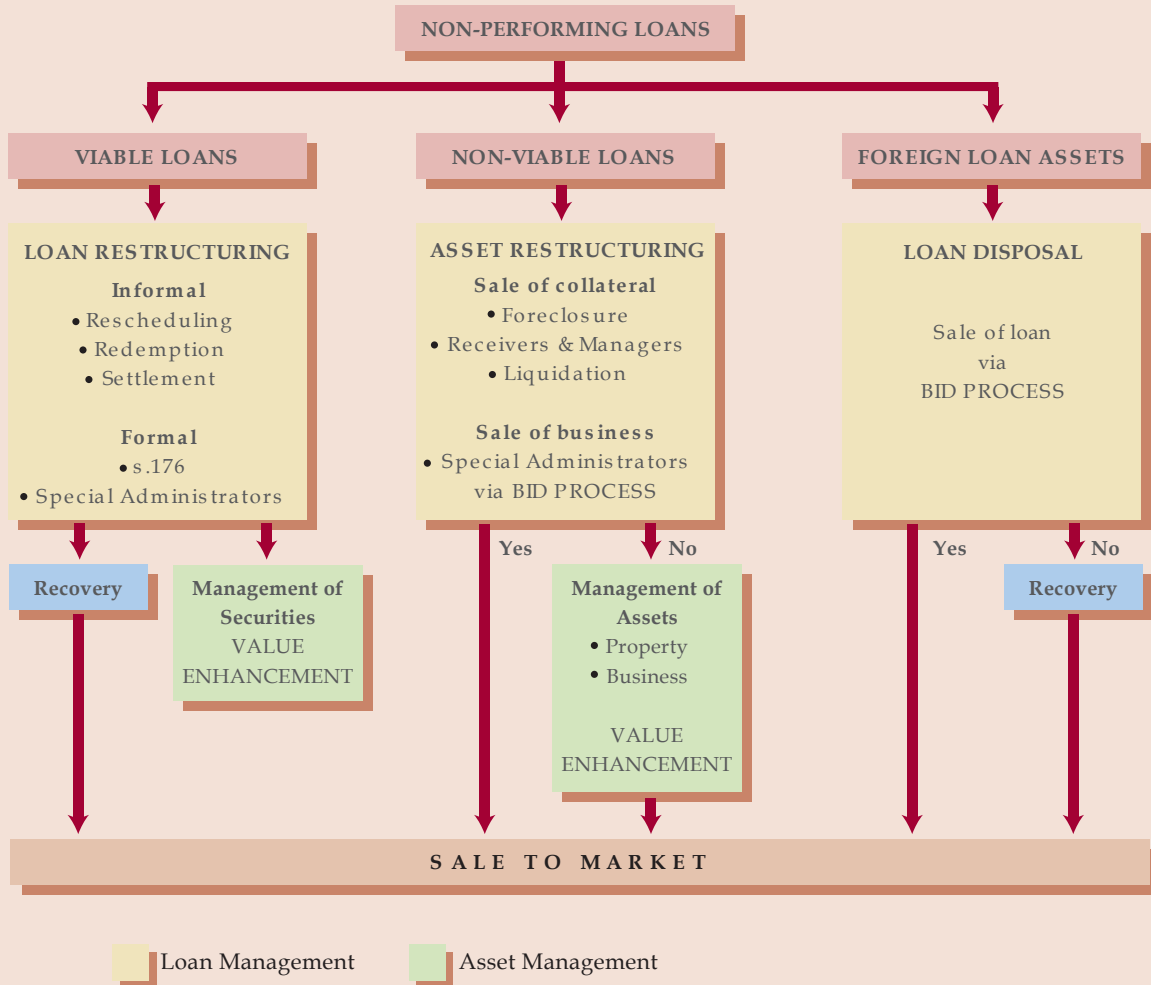 NON-PERFORMING LOANS
VIABLE LOANS
LOAN RESTRUCTURING
Informal
• Rescheduling
• Redemption
• Settlement
Formal
• s.176
• Special Administrators
Recovery
Management of
Securities
VALUE
ENHANCEMENT
NON-VIABLE LOANS
ASSET RESTRUCTURING
Sale of collateral
• Foreclosure
• Receivers & Managers
• Liquidation
Sale of business
• Special Administrators
via BID PROCESS
Yes
No
Management of
Assets
• Property
• Business
VALUE
ENHANCEMENT
FOREIGN LOAN ASSETS
LOAN DISPOSAL
Sale of loan
via
BID PROCESS
Yes
No
Recovery
SALE TO MARKET
Loan Management
Asset Management